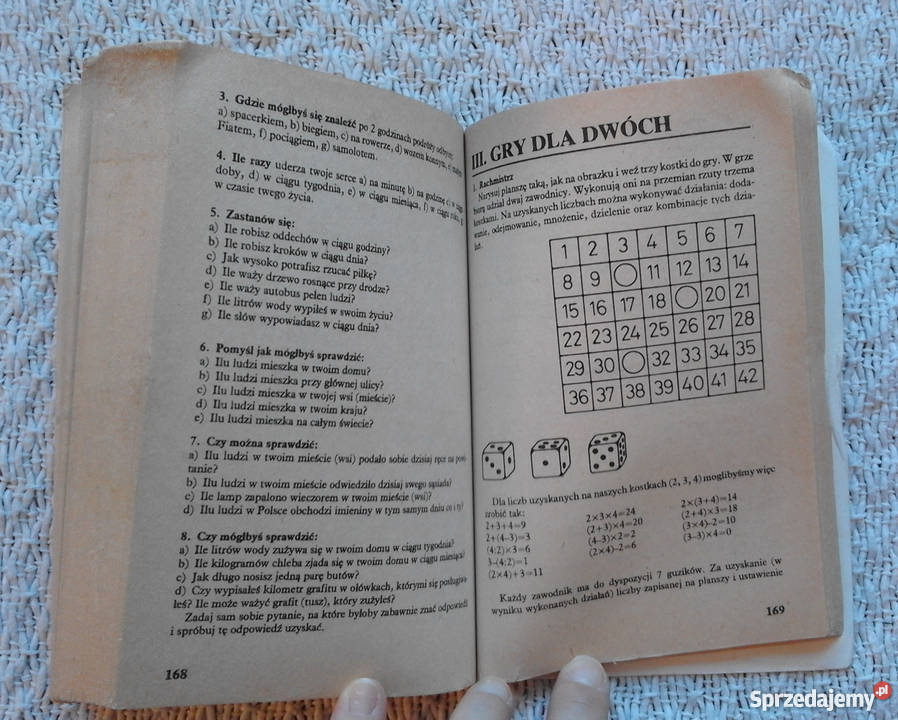 3. Gdzie mógłbyś się znaleźć po 2 godzinach podróży odbytej:
a) spacerkiem, b) biegiem, c) na rowerze, d) wozem konnym, e)
Fiatem, f) pociągiem, g) samolotem.
4. Ile razy uderza twoje serce a) na minutę b) na godzinę c) w ciągu
doby, d) w ciągu tygodnia, e) w ciągu miesiąca, f) w ciągu roku, g
w czasie twego życia.
5. Zastanów się:
a) Ile robisz oddechów w ciągu godziny?
b) Ile robisz kroków w ciągu dnia?
c) Jak wysoko potrafisz rzucać piłkę?
d) Ile waży drzewo rosnące przy drodze?
e) Ile waży autobus pełen ludzi?
f) Ile litrów wody wypiłeś w swoim życiu?
g) Ile słów wypowiadasz w ciągu dnia?
6. Pomyśl jak mógłbyś sprawdzić:
a) Ilu ludzi mieszka w twoim domu?
b) Ilu ludzi mieszka przy głównej ulicy?
c) Ilu ludzi mieszka w twojej wsi (mieście)?
d) Ilu ludzi mieszka w twoim kraju?
e) Ilu ludzi mieszka na całym świecie?
7. Czy można sprawdzić:
a) Ilu ludzi w twoim mieście (wsi) podało sobie dzisiaj ręce na powi-
tanie?
b) Ilu ludzi w twoim mieście odwiedziło dzisiaj swego sąsiada?
c) Ile lamp zapalono wieczorem w twoim mieście (wsi)?
d) Ilu ludzi w Polsce obchodzi imieniny w tym samym dniu co i ty?
8. Czy mógłbyś sprawdzić:
a) Ile litrów wody zużywa się w twoim domu w ciągu tygodnia?
b) Ile kilogramów chleba zjada się w twoim domu w ciągu miesiąca?
c) Jak długo nosisz jedną parę butów?
d) Czy wypisałeś kilometr grafitu w ołówkach, którymi się posługiwa-
łeś? Ile może ważyć grafit (tusz), który zużyłeś?
Zadaj sam sobie pytanie, na które byłoby zabawnie znać odpowiedź
i spróbuj tę odpowiedź uzyskać.
168
III. GRY DLA DWÓCH
1. Rachmistrz
Narysuj planszę taką, jak na obrazku i weź trzy kostki do gry. W grze
biorą udział dwaj zawodnicy. Wykonują oni na przemian rzuty trzema
kostkami. Na uzyskanych liczbach można wykonywać działania: doda-
wanie, odejmowanie, mnożenie, dzielenie oraz kombinacje tych dzia-
łań.
1 2 3 4 5 6 7
8 9 11 12 13 14
15 16 17 18 20 21
22 23 24 25 26 27 28
29 30 32 33 34 35
36 37 38 39 40 41 42
Dla liczb uzyskanych na naszych kostkach (2, 3, 4) moglibyśmy więc
zrobić tak:
2+3+4=9 2×3×4=24 2×(3+4)=14
2+(4–3)=3 (2+3)×4=20 (2+4)×3=18
(4:2)×3=6 (4–3)×2=2 (3×4)–2=10
3–(4:2)=1 (2×4)–2=6 (3–3)×4=0
(2×4)+3=11
Każdy zawodnik ma do dyspozycji 7 guzików. Za uzyskanie (w
wyniku wykonanych działań) liczby zapisanej na planszy i ustawienie
169
Sprzedajemy.pl